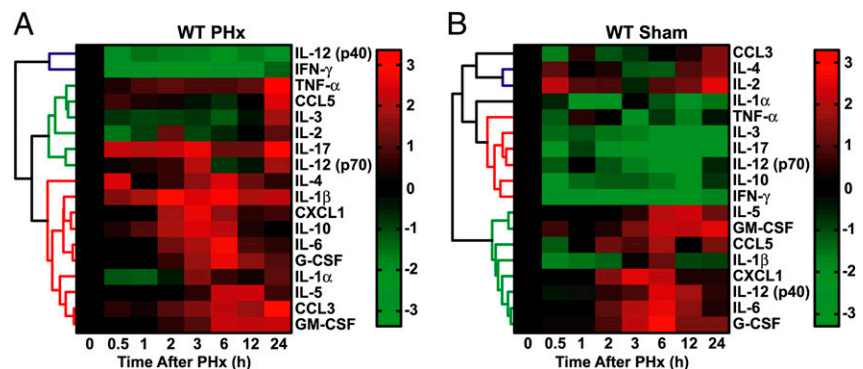 A
WT PHx
IL-12 (p40)
IFN-γ
TNF-α
CCL5
IL-3
IL-2
IL-17
IL-12 (p70)
IL-4
IL-1β
CXCL1
IL-10
IL-6
G-CSF
IL-1α
IL-5
CCL3
GM-CSF
3
2
1
0
-1
-2
-3
0 0.5 1 2 3 6 12 24
Time After PHx (h)
B
WT Sham
CCL3
IL-4
IL-2
IL-1α
TNF-α
IL-3
IL-17
IL-12 (p70)
IL-10
IFN-γ
IL-5
GM-CSF
CCL5
IL-1β
CXCL1
IL-12 (p40)
IL-6
G-CSF
3
2
1
0
-1
-2
-3
0 0.5 1 2 3 6 12 24
Time After PHx (h)